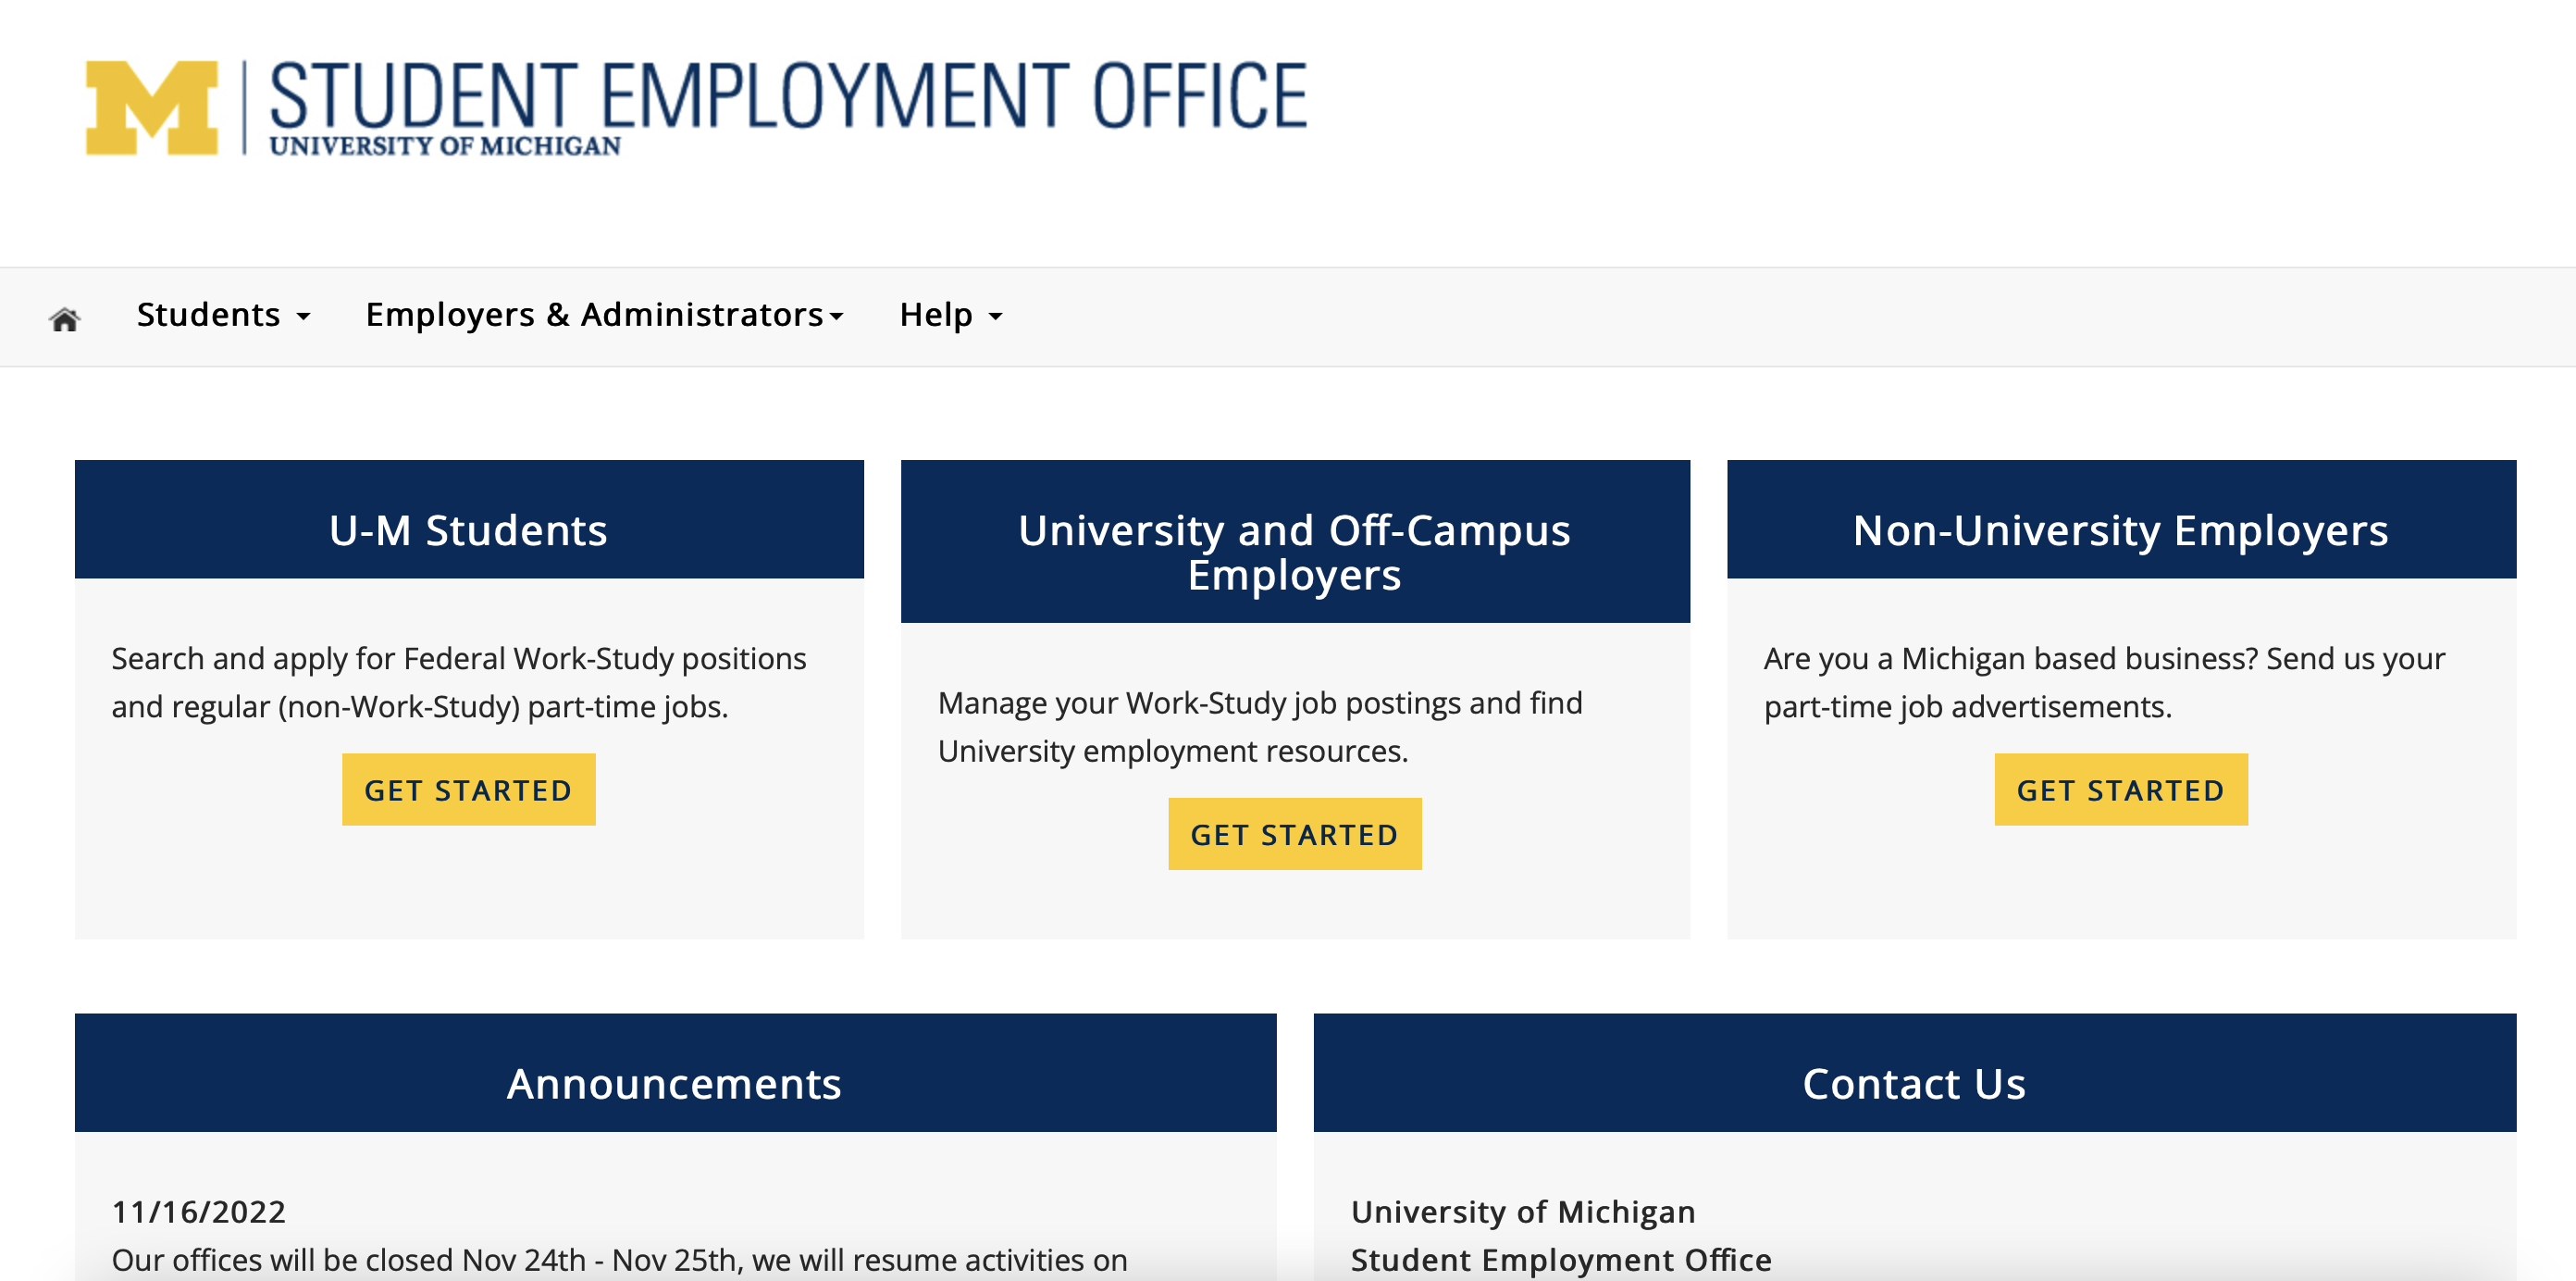 M
STUDENT EMPLOYMENT OFFICE
UNIVERSITY OF MICHIGAN
Students
Employers & Administrators
Help
U-M Students
Search and apply for Federal Work-Study positions
and regular (non-Work-Study) part-time jobs.
GET STARTED
University and Off-Campus
Employers
Manage your Work-Study job postings and find
University employment resources.
GET STARTED
Non-University Employers
Are you a Michigan based business? Send us your
part-time job advertisements.
GET STARTED
Announcements
11/16/2022
Our offices will be closed Nov 24th - Nov 25th, we will resume activities on
Contact Us
University of Michigan
Student Employment Office